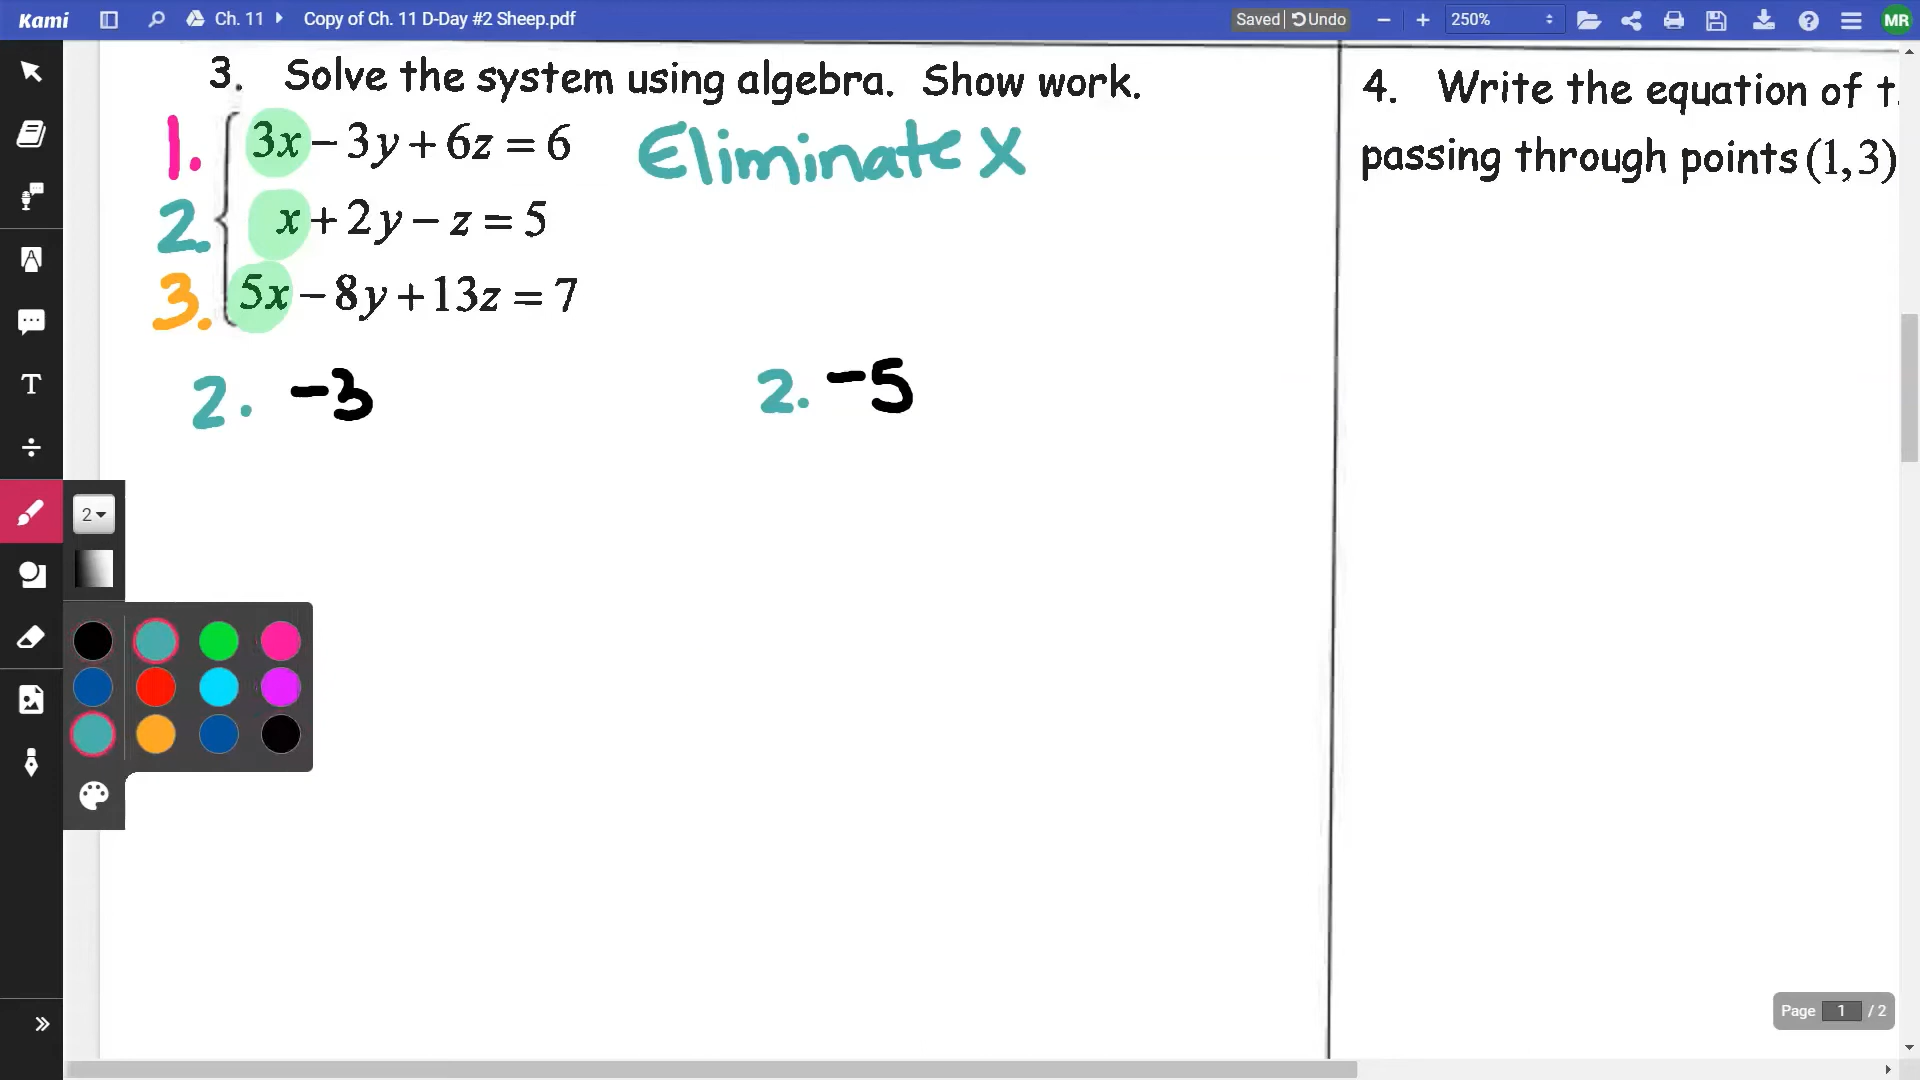 Kami Ch. 11 Copy of Ch. 11 D-Day #2 Sheep.pdf Saved Undo − + 250% MR
3. Solve the system using algebra. Show work.
1. 3x − 3y + 6z = 6 Eliminate X
2. x + 2y − z = 5
3. 5x − 8y + 13z = 7
2. -3 2. -5
4. Write the equation of t
passing through points (1,3)
T
2
Page 1 / 2